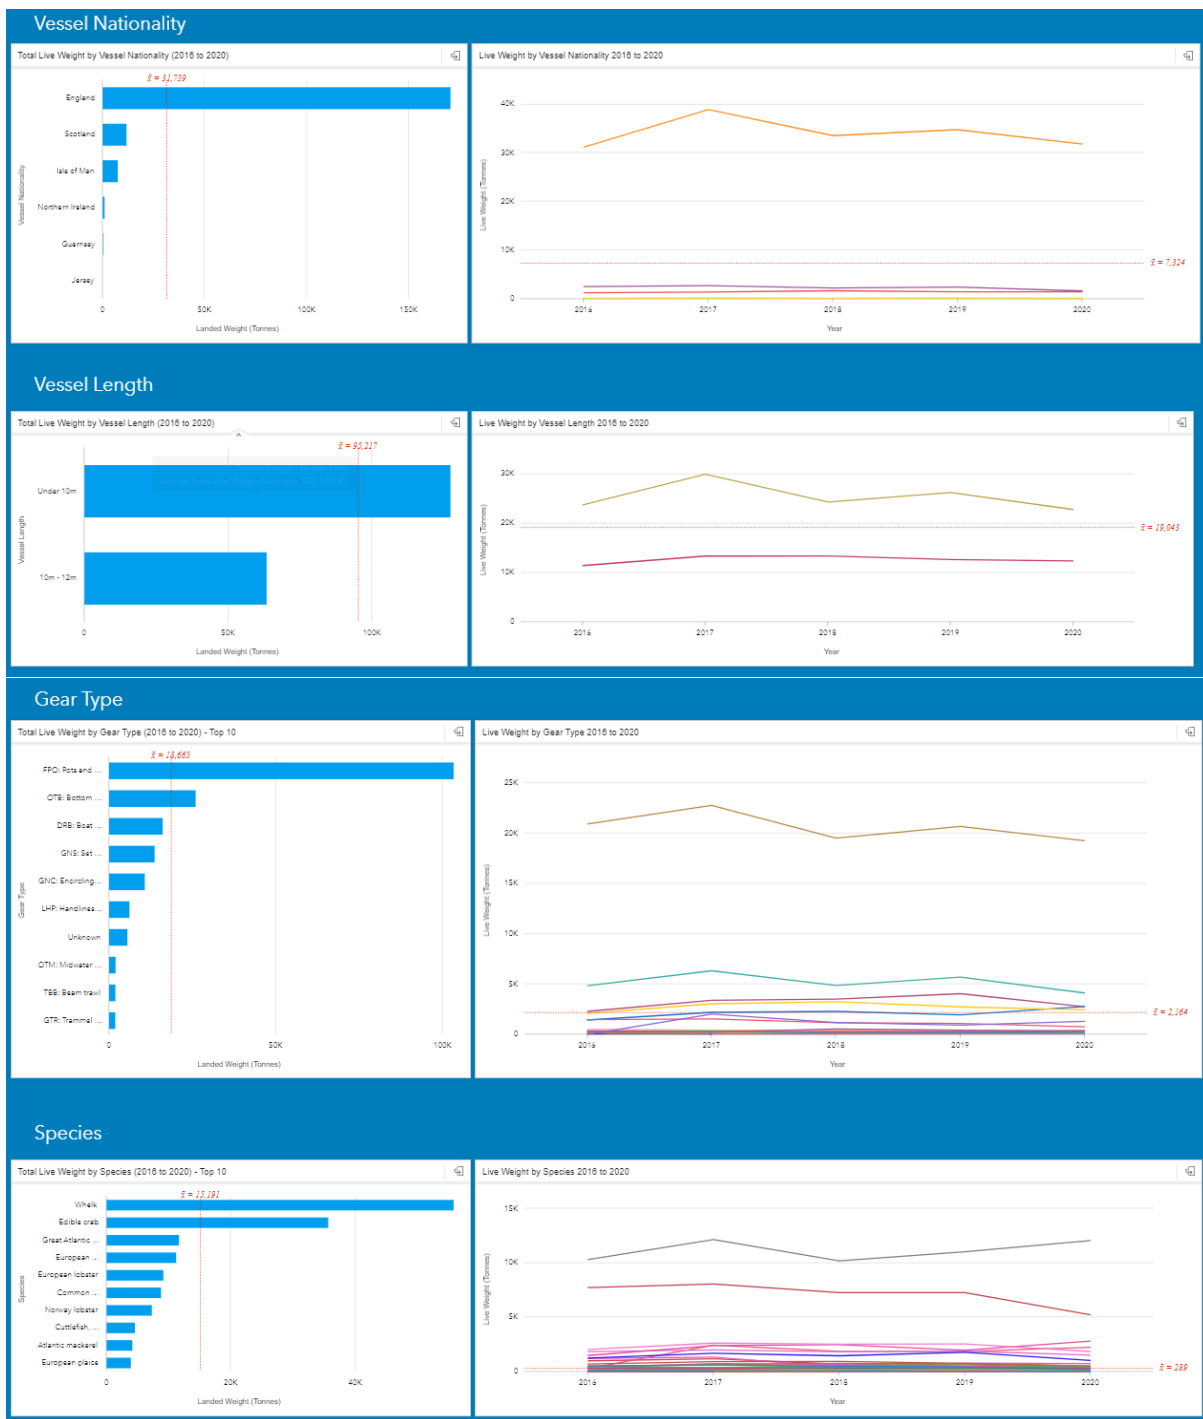 Vessel Nationality
Total Live Weight by Vessel Nationality (2016 to 2020)
x̄ = 31,739
England
Scotland
Isle of Man
Northern Ireland
Guernsey
Jersey
Vessel Nationality
0 50K 100K 150K
Landed Weight (Tonnes)
Live Weight by Vessel Nationality 2016 to 2020
40K
30K
20K
10K
0
Live Weight (Tonnes)
x̄ = 7,324
2016 2017 2018 2019 2020
Year
Vessel Length
Total Live Weight by Vessel Length (2016 to 2020)
x̄ = 95,217
Under 10m
10m - 12m
Vessel Length
0 50K 100K
Landed Weight (Tonnes)
Live Weight by Vessel Length 2016 to 2020
30K
20K
10K
0
Live Weight (Tonnes)
x̄ = 19,043
2016 2017 2018 2019 2020
Year
Gear Type
Total Live Weight by Gear Type (2016 to 2020) - Top 10
x̄ = 18,665
FPO: Pots and ...
OTB: Bottom ...
DRB: Boat ...
GNS: Set ...
GNC: Encircling...
LHP: Handlines...
Unknown
OTM: Midwater ...
TBB: Beam trawl
GTR: Trammel ...
Gear Type
0 50K 100K
Landed Weight (Tonnes)
Live Weight by Gear Type 2016 to 2020
25K
20K
15K
10K
5K
0
Live Weight (Tonnes)
x̄ = 2,164
2016 2017 2018 2019 2020
Year
Species
Total Live Weight by Species (2016 to 2020) - Top 10
x̄ = 15,191
Whelk
Edible crab
Great Atlantic ...
European ...
European lobster
Common ...
Norway lobster
Cuttlefish, ...
Atlantic mackerel
European plaice
Species
0 20K 40K
Landed Weight (Tonnes)
Live Weight by Species 2016 to 2020
15K
10K
5K
0
Live Weight (Tonnes)
x̄ = 289
2016 2017 2018 2019 2020
Year